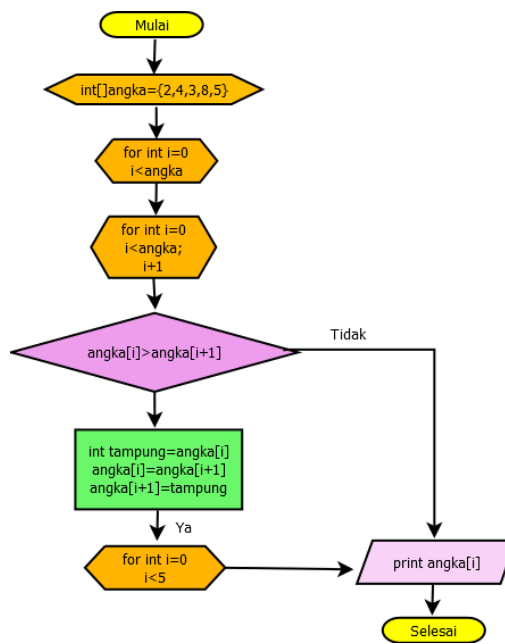 Mulai
int[]angka={2,4,3,8,5}
for int i=0
i<angka
for int i=0
i<angka;
i+1
angka[i]>angka[i+1]
Tidak
int tampung=angka[i]
angka[i]=angka[i+1]
angka[i+1]=tampung
Ya
for int i=0
i<5
print angka[i]
Selesai